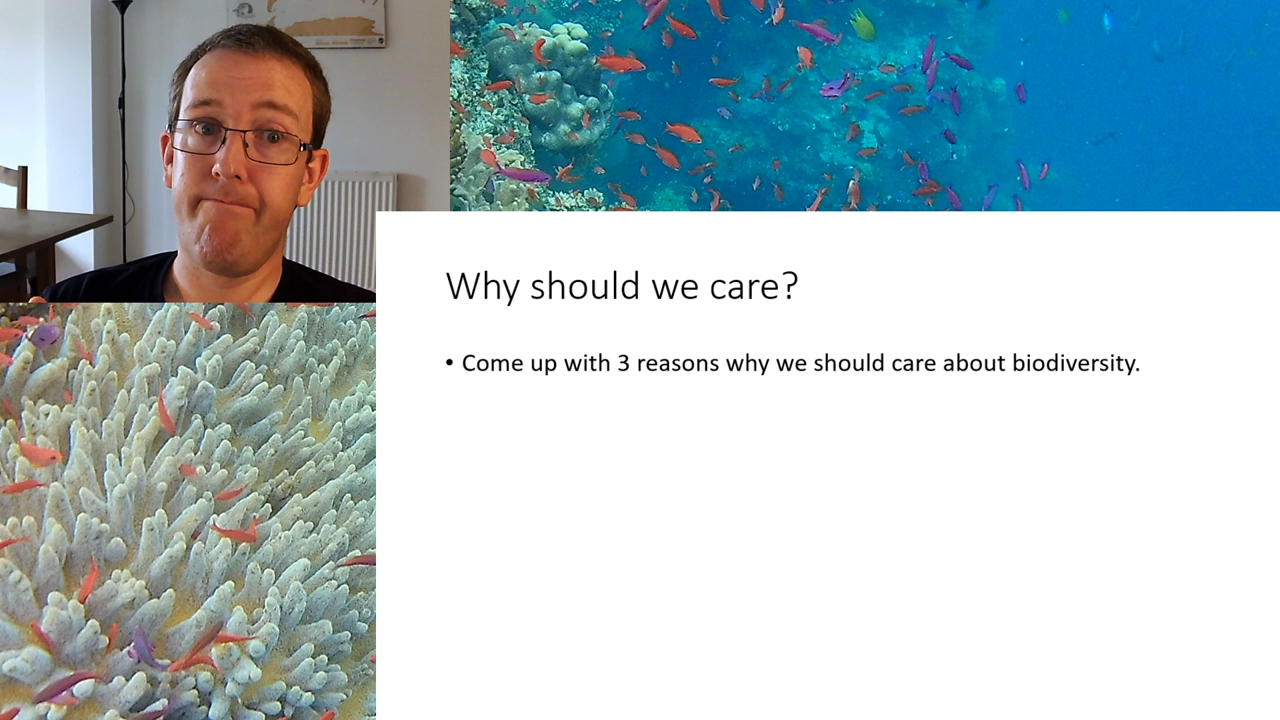 Why should we care?
• Come up with 3 reasons why we should care about biodiversity.